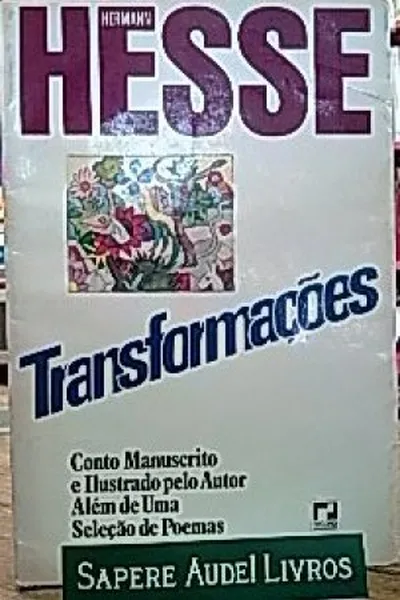 HERMANN
HESSE
Transformações
Conto Manuscrito
e Ilustrado pelo Autor
Além de Uma
Seleção de Poemas
SAPERE AUDE! LIVROS